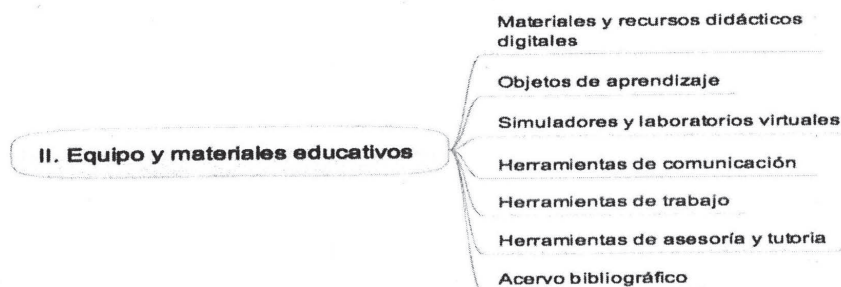 Materiales y recursos didácticos
digitales
Objetos de aprendizaje
Simuladores y laboratorios virtuales
II. Equipo y materiales educativos
Herramientas de comunicación
Herramientas de trabajo
Herramientas de asesoría y tutoria
Acervo bibliográfico